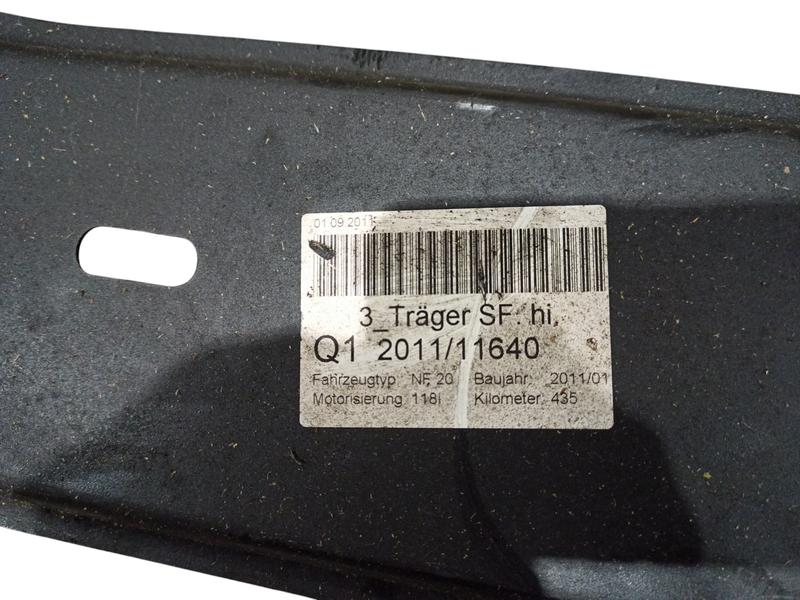 01.09.2011
3_Träger SF. hi,
Q1 2011/11640
Fahrzeugtyp NF 20 Baujahr: 2011/01
Motorisierung 118i Kilometer: 435